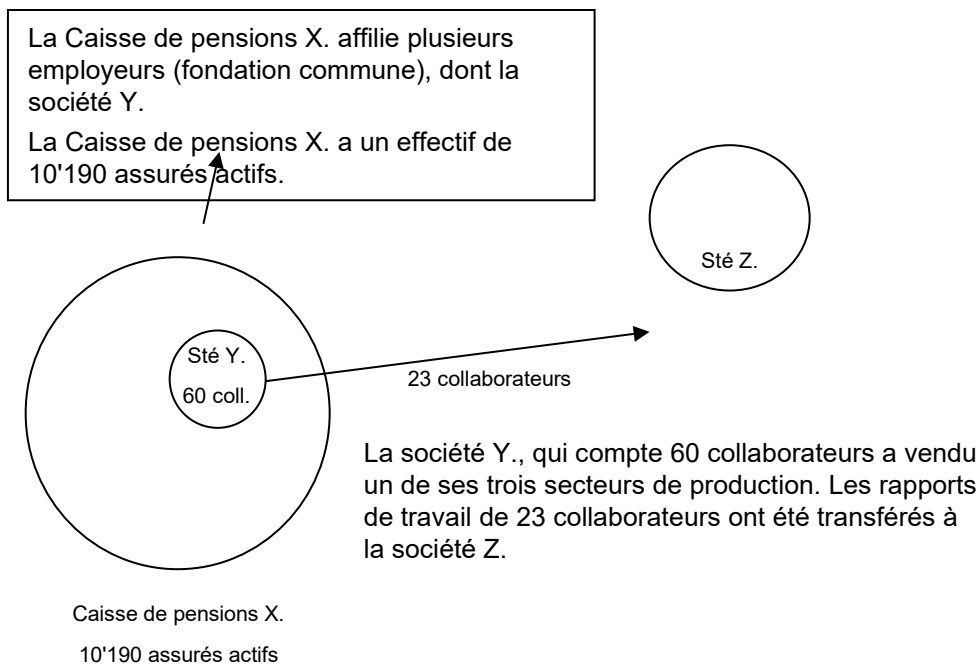 La Caisse de pensions X. affilie plusieurs
employeurs (fondation commune), dont la
société Y.
La Caisse de pensions X. a un effectif de
10'190 assurés actifs.
Sté Z.
Sté Y.
60 coll.
23 collaborateurs
La société Y., qui compte 60 collaborateurs a vendu
un de ses trois secteurs de production. Les rapports
de travail de 23 collaborateurs ont été transférés à
la société Z.
Caisse de pensions X.
10'190 assurés actifs